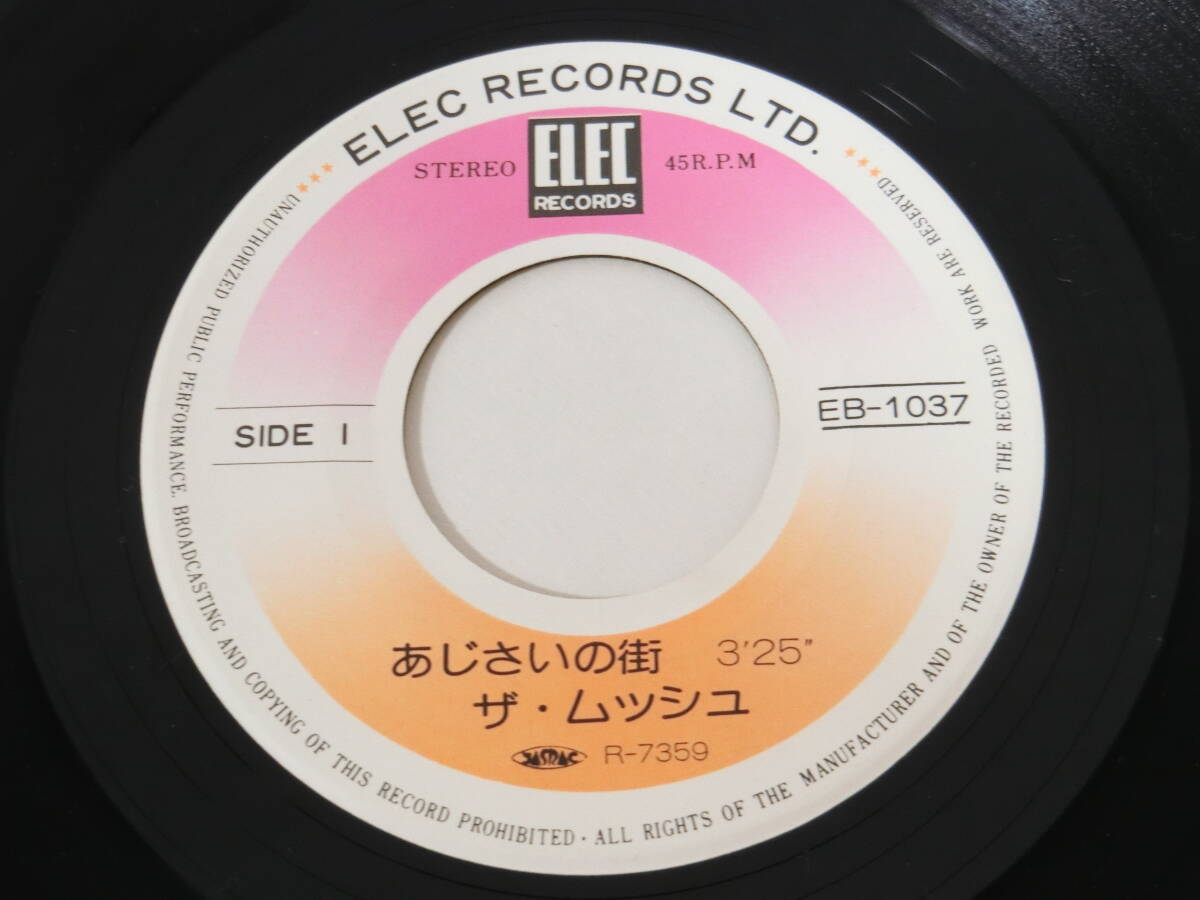 ELEC RECORDS LTD.
STEREO
ELEC
RECORDS
45R.P.M
SIDE 1
EB-1037
あじさいの街 3'25"
ザ・ムッシュ
JASRAC R-7359
UNAUTHORIZED PUBLIC PERFORMANCE, BROADCASTING AND COPYING OF THIS RECORD PROHIBITED · ALL RIGHTS OF THE MANUFACTURER AND OF THE OWNER OF THE RECORDED WORK ARE RESERVED